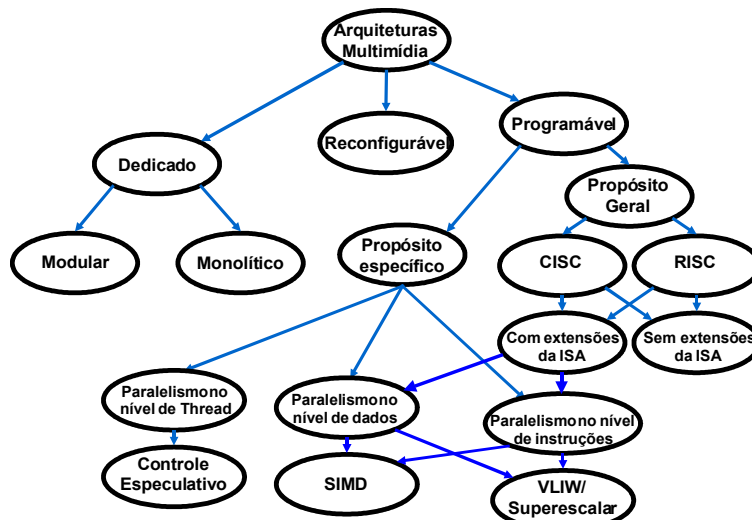 Arquiteturas
Multimídia
Reconfigurável
Programável
Dedicado
Propósito
Geral
Modular
Monolítico
Propósito
específico
CISC
RISC
Com extensões
da ISA
Sem extensões
da ISA
Paralelismo no
nível de Thread
Paralelismo no
nível de dados
Paralelismo no nível
de instruções
Controle
Especulativo
SIMD
VLIW/
Superescalar